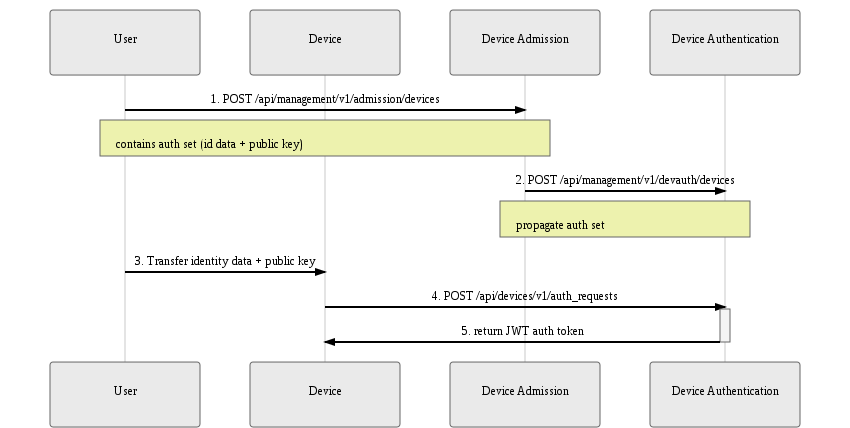 User
Device
Device Admission
Device Authentication
1. POST /api/management/v1/admission/devices
contains auth set (id data + public key)
2. POST /api/management/v1/devauth/devices
propagate auth set
3. Transfer identity data + public key
4. POST /api/devices/v1/auth_requests
5. return JWT auth token
User
Device
Device Admission
Device Authentication